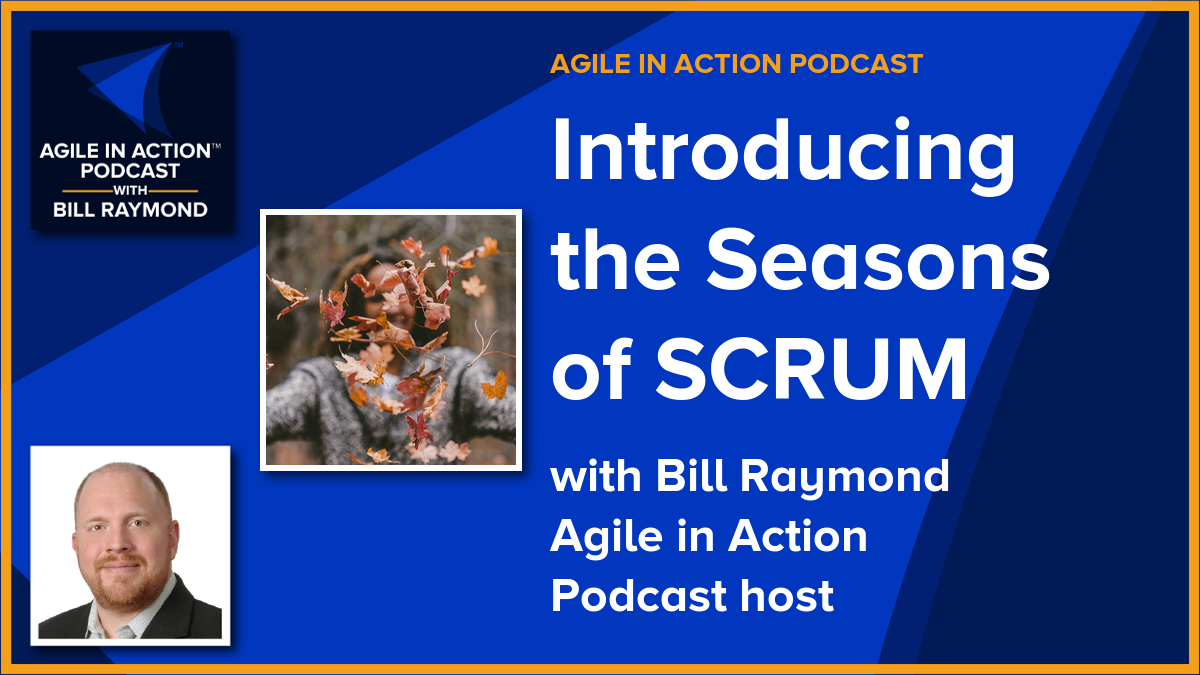 TM
AGILE IN ACTION™
PODCAST
WITH
BILL RAYMOND
AGILE IN ACTION PODCAST
Introducing
the Seasons
of SCRUM
with Bill Raymond
Agile in Action
Podcast host